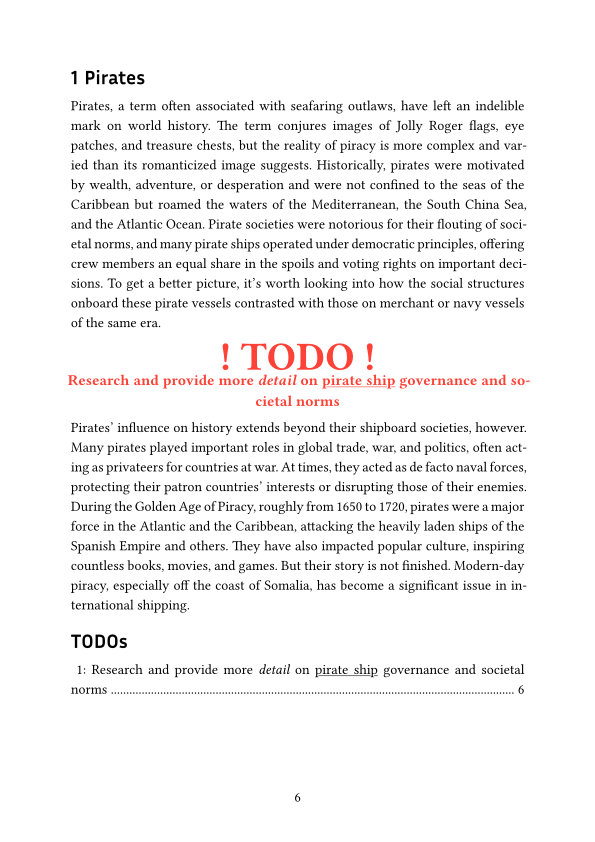 1 Pirates
Pirates, a term often associated with seafaring outlaws, have left an indelible
mark on world history. The term conjures images of Jolly Roger flags, eye
patches, and treasure chests, but the reality of piracy is more complex and var-
ied than its romanticized image suggests. Historically, pirates were motivated
by wealth, adventure, or desperation and were not confined to the seas of the
Caribbean but roamed the waters of the Mediterranean, the South China Sea,
and the Atlantic Ocean. Pirate societies were notorious for their flouting of soci-
etal norms, and many pirate ships operated under democratic principles, offering
crew members an equal share in the spoils and voting rights on important deci-
sions. To get a better picture, it’s worth looking into how the social structures
onboard these pirate vessels contrasted with those on merchant or navy vessels
of the same era.
! TODO !
Research and provide more detail on pirate ship governance and so-
cietal norms
Pirates’ influence on history extends beyond their shipboard societies, however.
Many pirates played important roles in global trade, war, and politics, often act-
ing as privateers for countries at war. At times, they acted as de facto naval forces,
protecting their patron countries’ interests or disrupting those of their enemies.
During the Golden Age of Piracy, roughly from 1650 to 1720, pirates were a major
force in the Atlantic and the Caribbean, attacking the heavily laden ships of the
Spanish Empire and others. They have also impacted popular culture, inspiring
countless books, movies, and games. But their story is not finished. Modern-day
piracy, especially off the coast of Somalia, has become a significant issue in in-
ternational shipping.
TODOs
1: Research and provide more detail on pirate ship governance and societal
norms ................................................................................................................................ 6
6